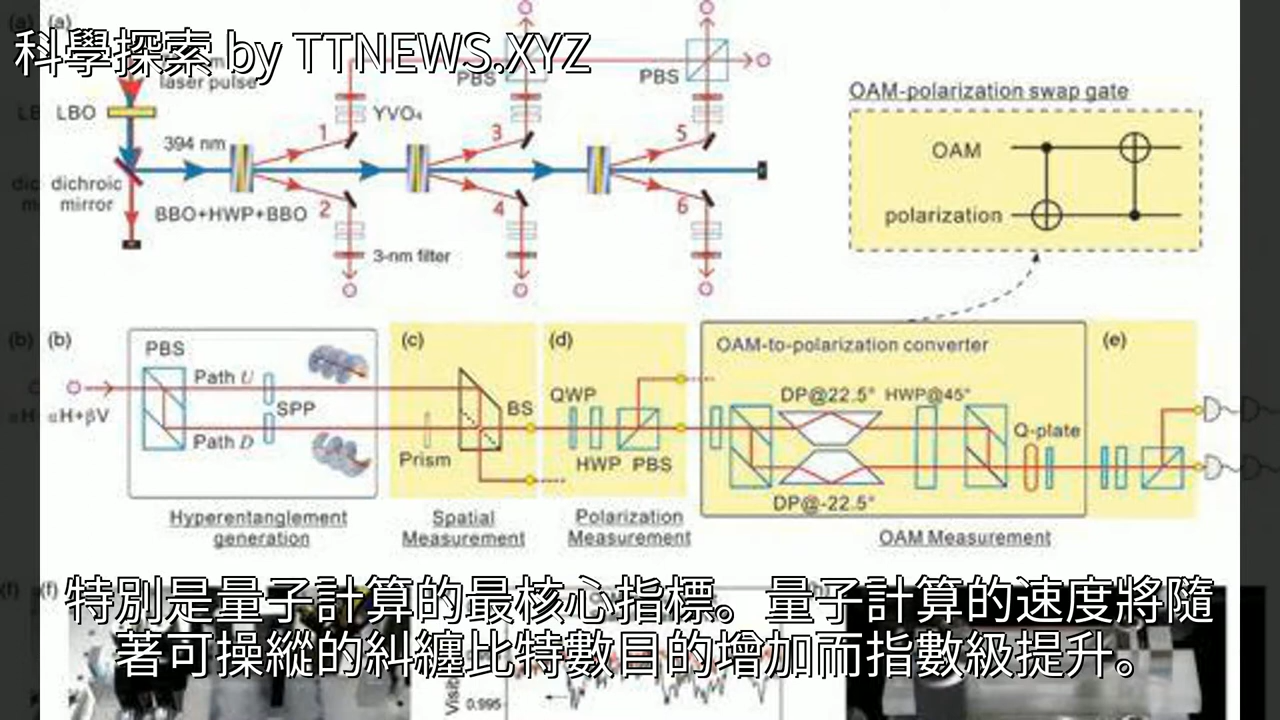 (a) (a)
科學探索 by TTNEWS.XYZ
laser pulse
PBS
PBS
OAM-polarization swap gate
LBO
YVO₄
1
3
5
394 nm
OAM
dichroic
mirror
BBO+HWP+BBO
2
4
6
polarization
3-nm filter
(b) (b)
PBS
(c)
(d)
OAM-to-polarization converter
(e)
Path U
SPP
QWP
DP@22.5°
HWP@45°
αH+βV
BS
Path D
Q-plate
Prism
HWP
PBS
DP@-22.5°
Hyperentanglement
generation
Spatial
Measurement
Polarization
Measurement
OAM Measurement
(f) (f)
特別是量子計算的最核心指標。量子計算的速度將隨
著可操縱的糾纏比特數目的增加而指數級提升。
0.995